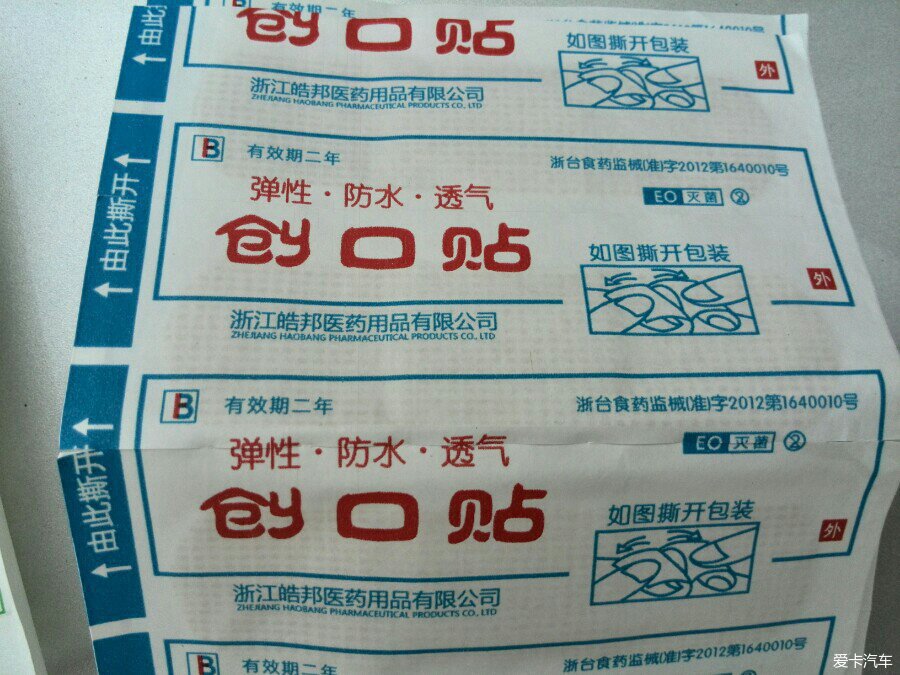 由此撕
B 有效期二年
创口贴
如图撕开包装
外
浙江皓邦医药用品有限公司
ZHEJIANG HAOBANG PHARMACEUTICAL PRODUCTS CO., LTD
由此撕开
B 有效期二年
浙台食药监械(准)字2012第1640010号
弹性·防水·透气
EO 灭菌 ②
创口贴
如图撕开包装
外
浙江皓邦医药用品有限公司
ZHEJIANG HAOBANG PHARMACEUTICAL PRODUCTS CO., LTD
由此撕开
B 有效期二年
浙台食药监械(准)字2012第1640010号
弹性·防水·透气
EO 灭菌 ②
创口贴
如图撕开包装
外
浙江皓邦医药用品有限公司
ZHEJIANG HAOBANG PHARMACEUTICAL PRODUCTS CO., LTD
B 有效期二年
浙台食药监械(准)字2012第1640010号
爱卡汽车